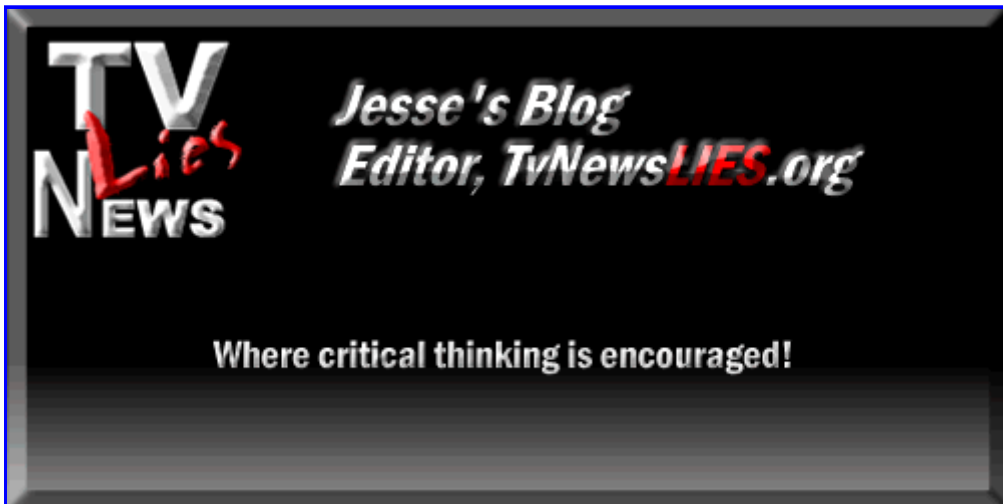 TV
Lies
NEWS
Jesse's Blog
Editor, TvNewsLIES.org
Where critical thinking is encouraged!